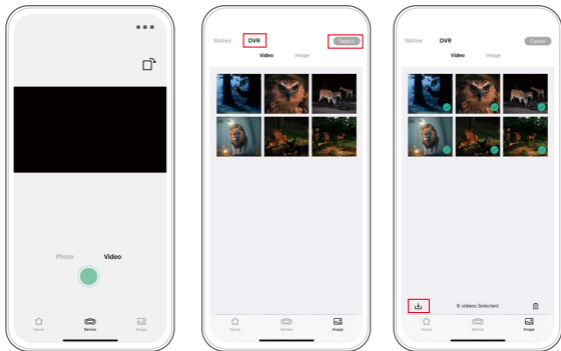 Photo Video
Home Device Image
Native DVR Select
Video Image
Home Device Image
Native DVR Cancel
Video Image
6 videos Selected
Home Device Image